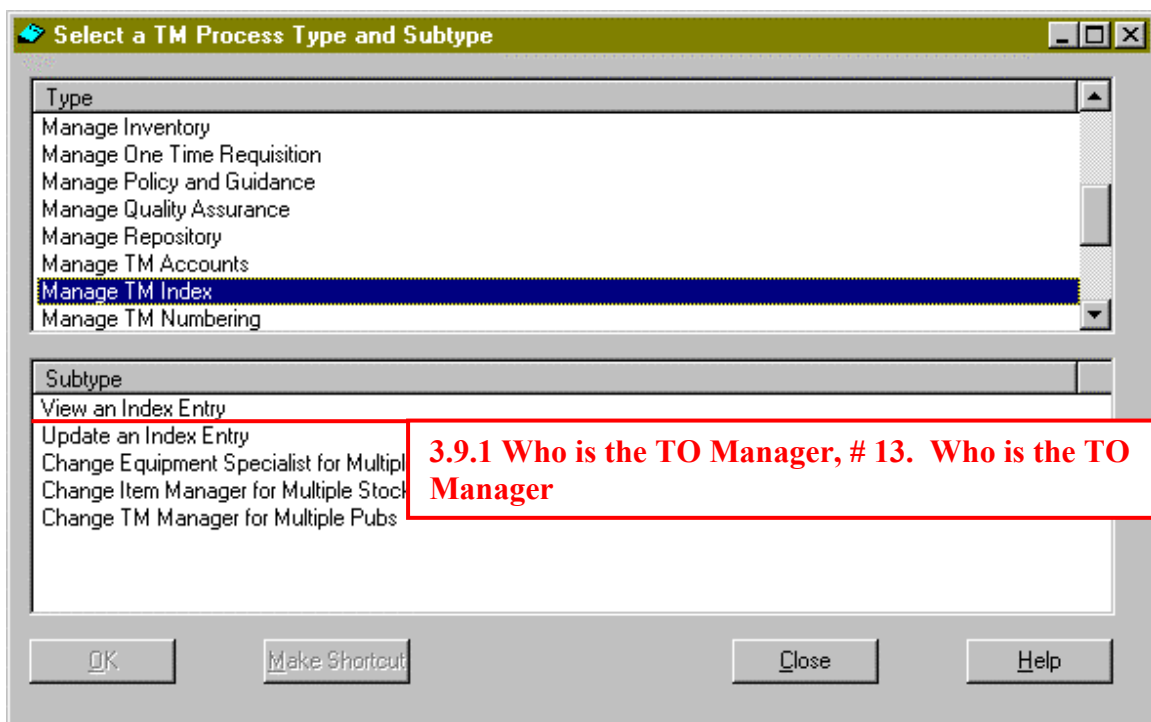 Select a TM Process Type and Subtype
Type
Manage Inventory
Manage One Time Requisition
Manage Policy and Guidance
Manage Quality Assurance
Manage Repository
Manage TM Accounts
Manage TM Index
Manage TM Numbering
Subtype
View an Index Entry
Update an Index Entry
Change Equipment Specialist for Multipl
Change Item Manager for Multiple Stock
Change TM Manager for Multiple Pubs
3.9.1 Who is the TO Manager, # 13. Who is the TO
Manager
OK
Make Shortcut
Close
Help